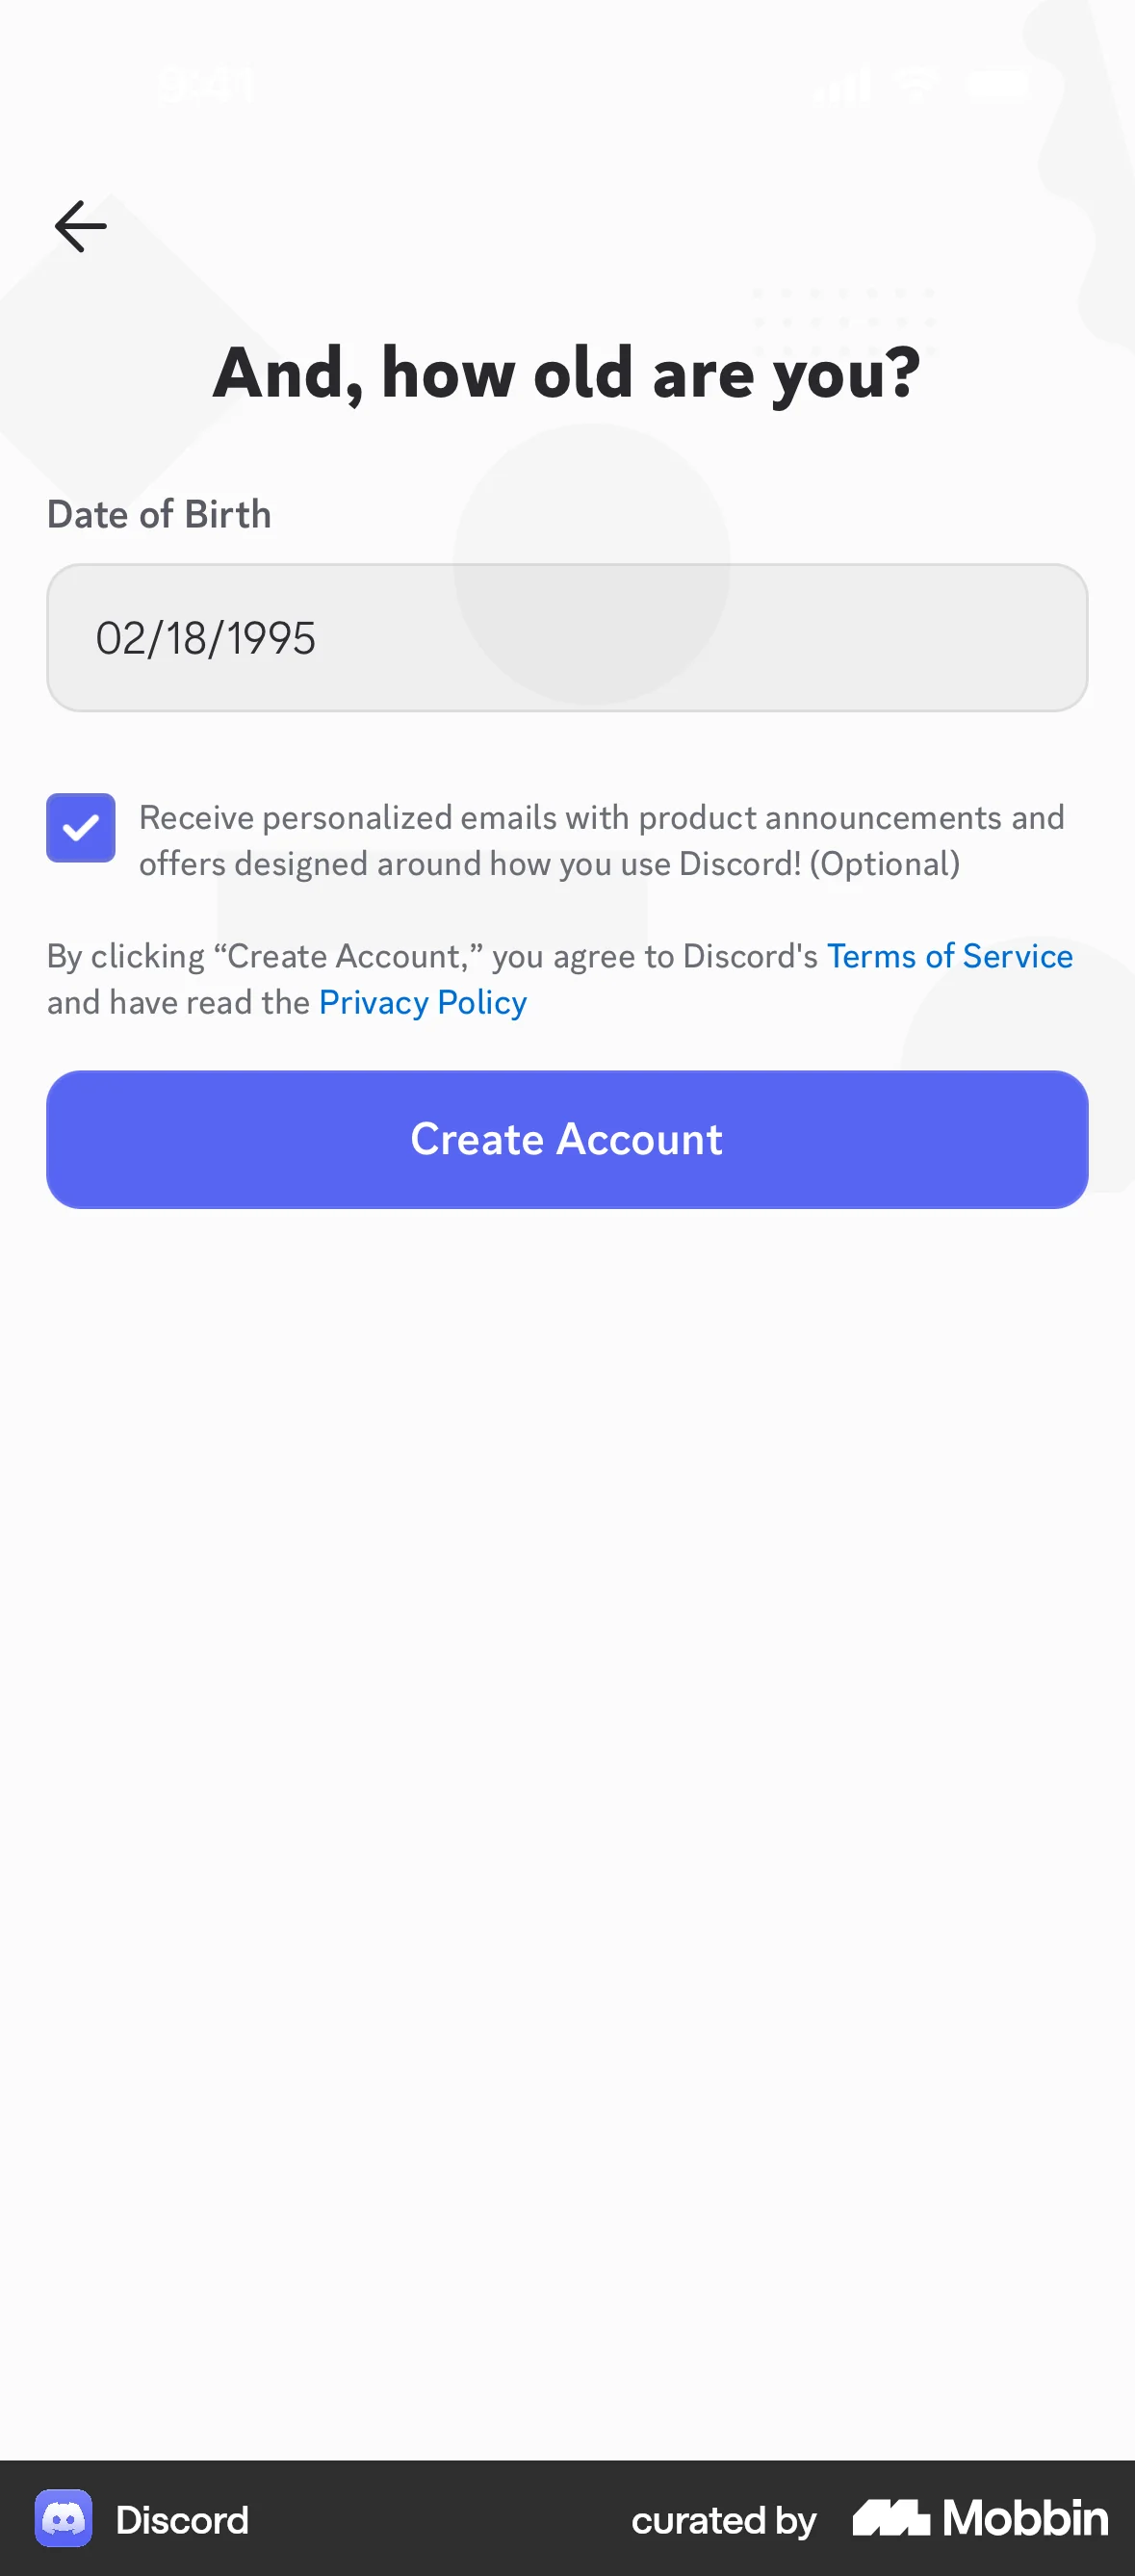 9:41
And, how old are you?
Date of Birth
02/18/1995
Receive personalized emails with product announcements and
offers designed around how you use Discord! (Optional)
By clicking “Create Account,” you agree to Discord's Terms of Service
and have read the Privacy Policy
Create Account
Discord
curated by Mobbin